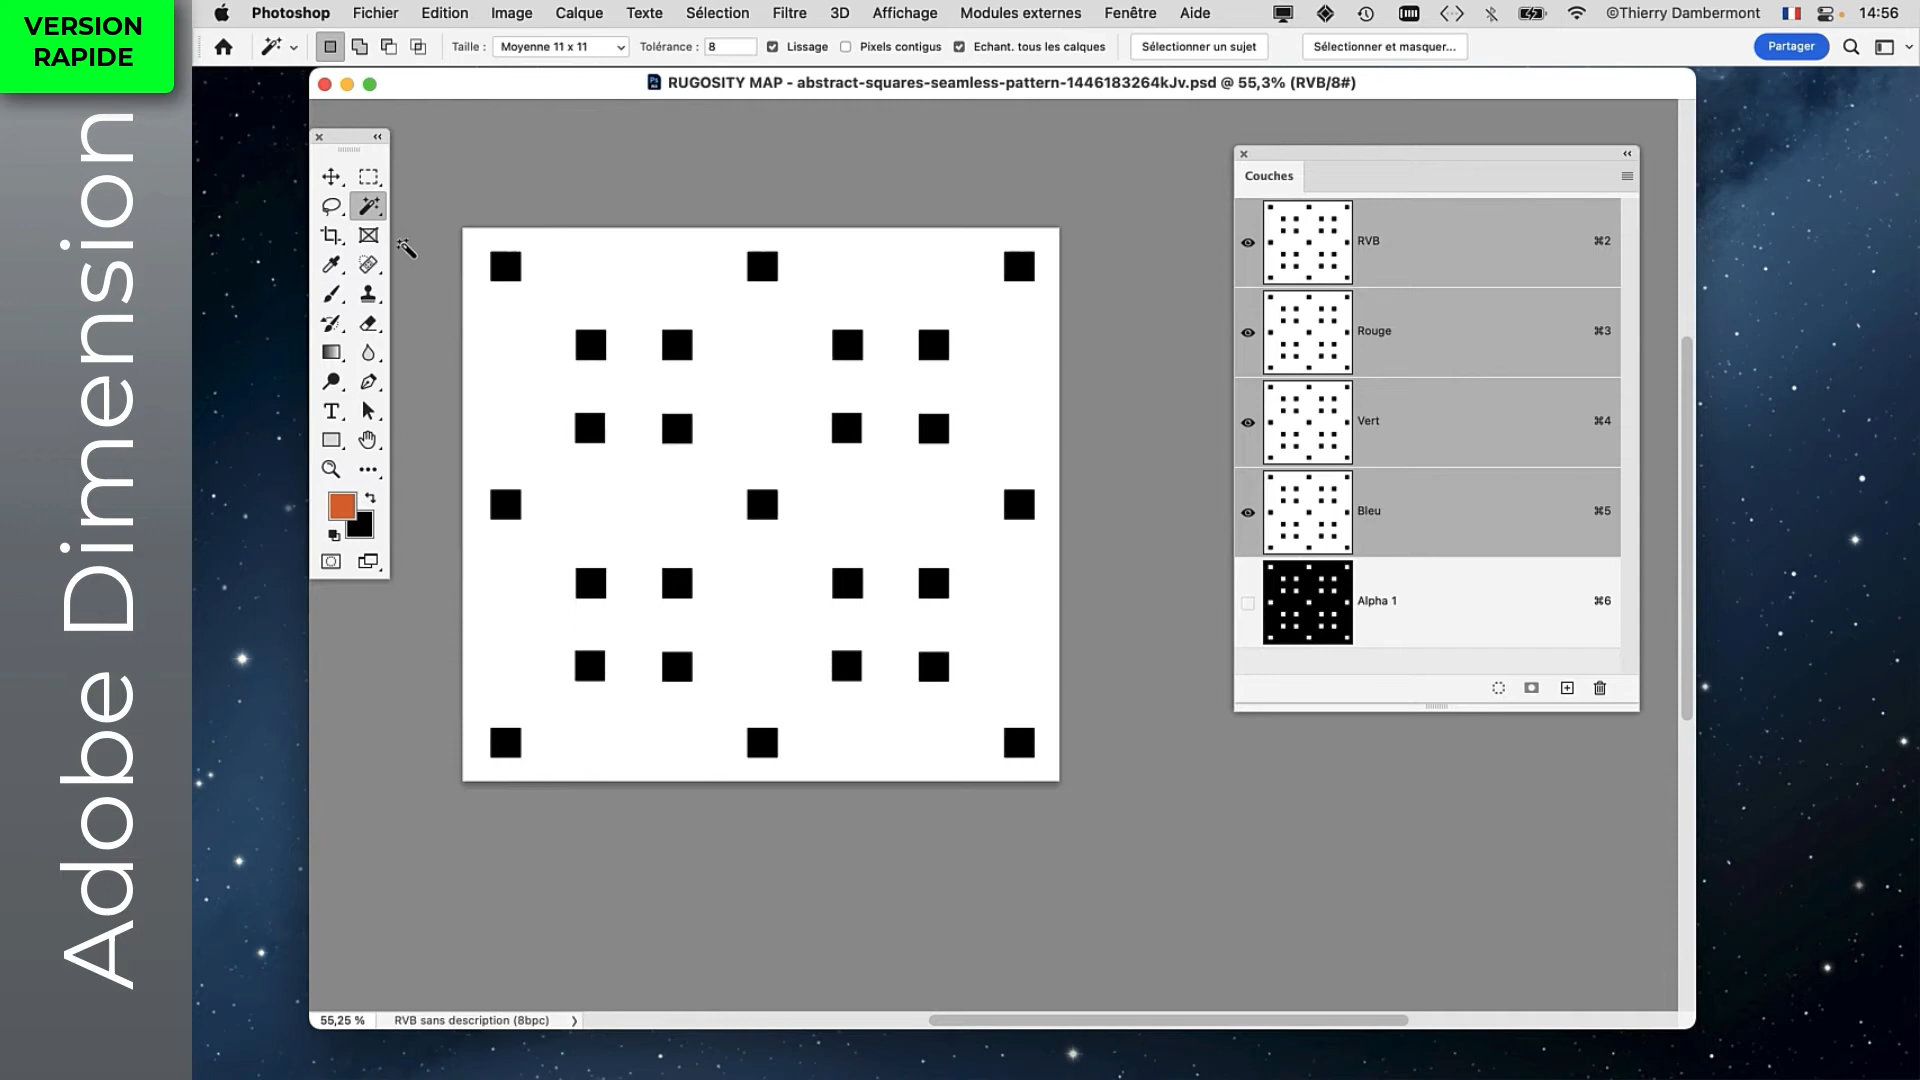 VERSION
RAPIDE
Adobe Dimension
Photoshop Fichier Edition Image Calque Texte Sélection Filtre 3D Affichage Modules externes Fenêtre Aide ©Thierry Dambermont 14:56
Taille : Moyenne 11 x 11 Tolérance : 8 Lissage Pixels contigus Echant. tous les calques Sélectionner un sujet Sélectionner et masquer... Partager
RUGOSITY MAP - abstract-squares-seamless-pattern-1446183264kJv.psd @ 55,3% (RVB/8#)
Couches
RVB ⌘2
Rouge ⌘3
Vert ⌘4
Bleu ⌘5
Alpha 1 ⌘6
55,25 % RVB sans description (8bpc)